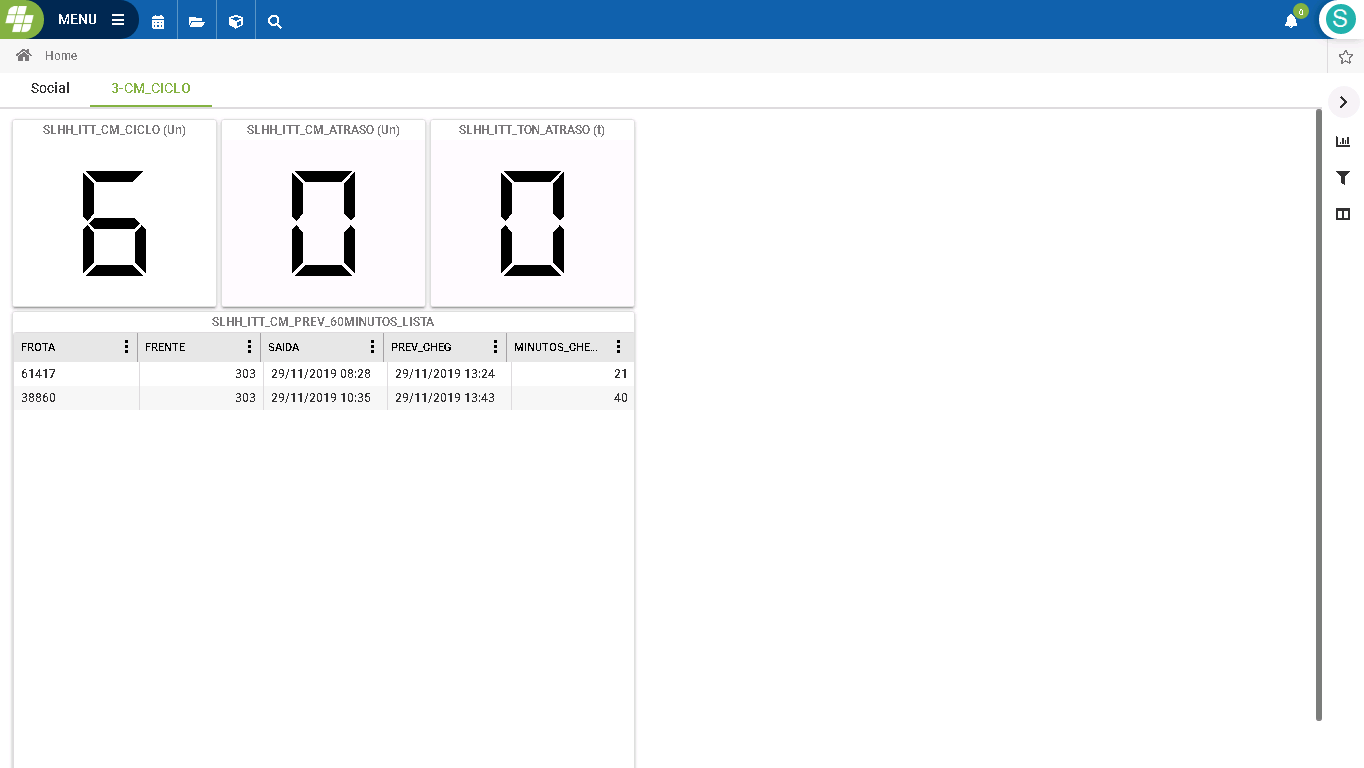 MENU
0
S
Home
Social
3-CM_CICLO
SLHH_ITT_CM_CICLO (Un)
SLHH_ITT_CM_ATRASO (Un)
SLHH_ITT_TON_ATRASO (t)
6
0
0
SLHH_ITT_CM_PREV_60MINUTOS_LISTA
FROTA FRENTE SAIDA PREV_CHEG MINUTOS_CHE...
61417 303 29/11/2019 08:28 29/11/2019 13:24 21
38860 303 29/11/2019 10:35 29/11/2019 13:43 40